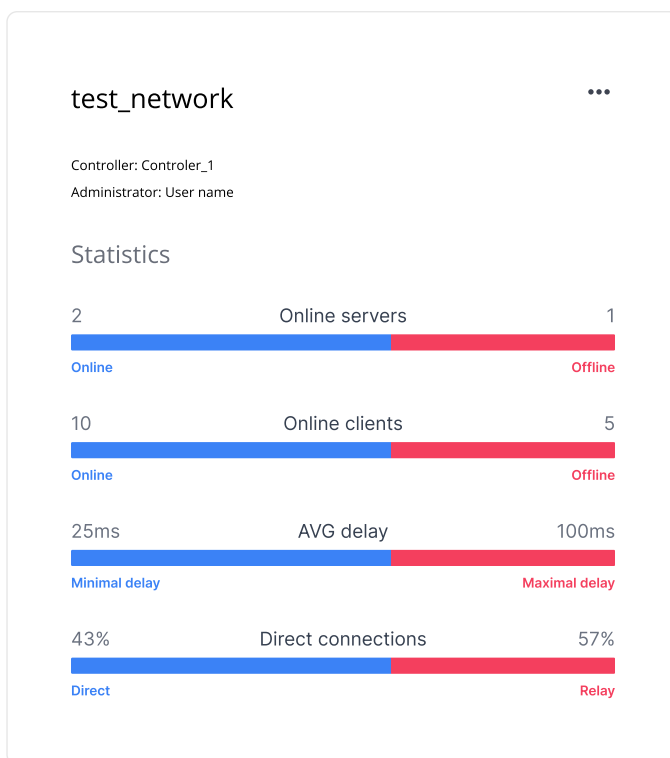 test_network
Controller: Controler_1
Administrator: User name
Statistics
2 Online servers 1
Online Offline
10 Online clients 5
Online Offline
25ms AVG delay 100ms
Minimal delay Maximal delay
43% Direct connections 57%
Direct Relay